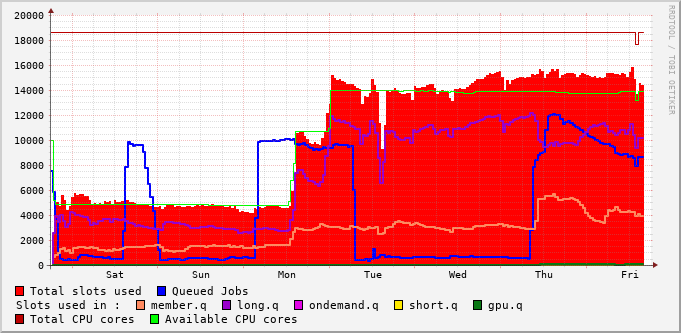 20000
18000
16000
14000
12000
10000
8000
6000
4000
2000
0
Sat Sun Mon Tue Wed Thu Fri
RRDTOOL / TOBI OETIKER
Total slots used Queued Jobs
Slots used in : member.q long.q ondemand.q short.q gpu.q
Total CPU cores Available CPU cores